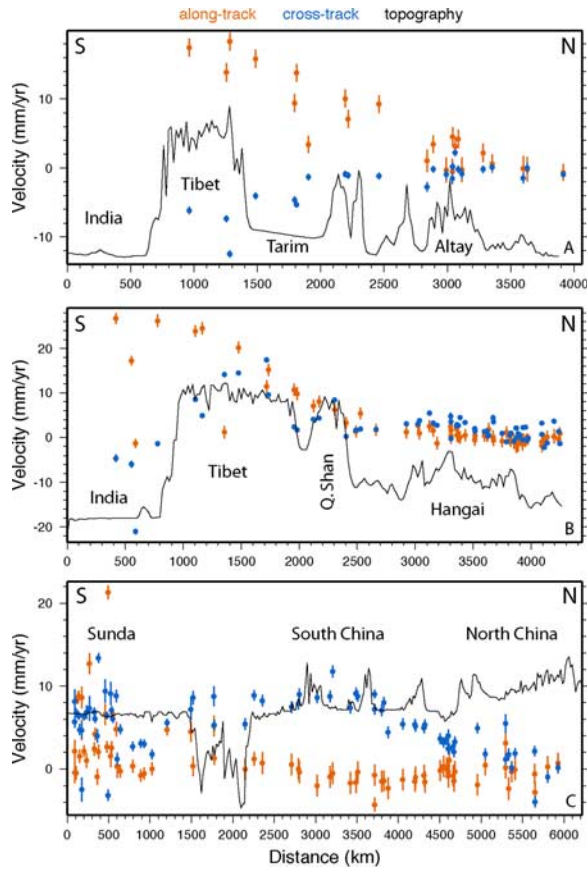 along-track cross-track topography
S N
10
0
-10
Velocity (mm/yr)
India
Tibet
Tarim
Altay
A
0 500 1000 1500 2000 2500 3000 3500 4000
S N
20
10
0
-10
-20
Velocity (mm/yr)
India
Tibet
Q. Shan
Hangai
B
0 500 1000 1500 2000 2500 3000 3500 4000
S N
20
10
0
Velocity (mm/yr)
Sunda
South China
North China
C
0 500 1000 1500 2000 2500 3000 3500 4000 4500 5000 5500 6000
Distance (km)